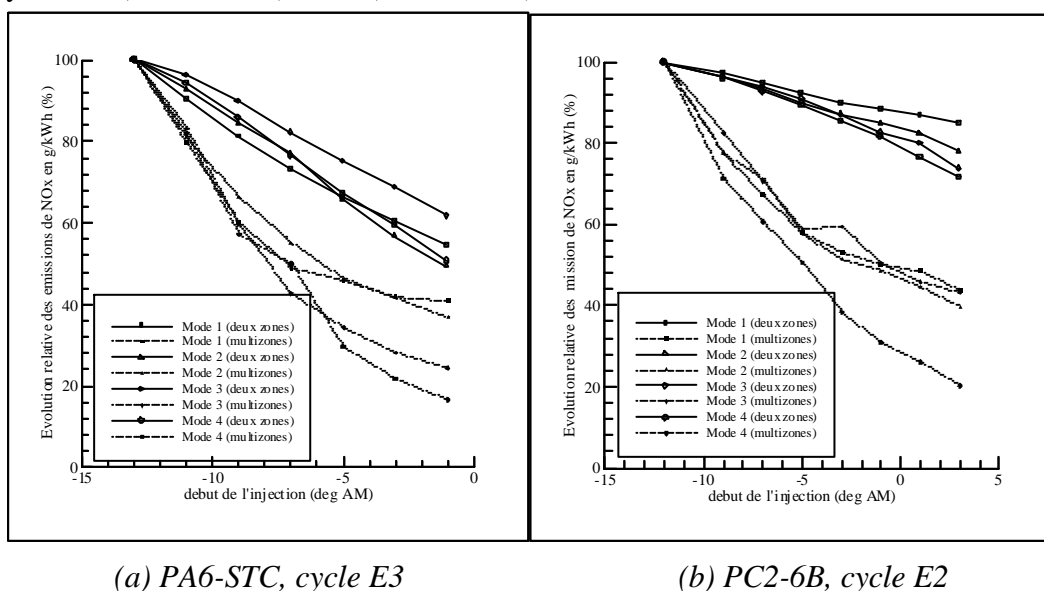 Evolution relative des emissions de NOx en g/kWh (%)
100
80
60
40
20
0
-15
-10
-5
0
debut de l'injection (deg AM)
Mode 1 (deux zones)
Mode 1 (multizones)
Mode 2 (deux zones)
Mode 2 (multizones)
Mode 3 (deux zones)
Mode 3 (multizones)
Mode 4 (deux zones)
Mode 4 (multizones)
(a) PA6-STC, cycle E3
Evolution relative des mission de NOx en g/kWh (%)
100
80
60
40
20
0
-15
-10
-5
0
5
debut de l'injection (deg AM)
Mode 1 (deux zones)
Mode 1 (multizones)
Mode 2 (deux zones)
Mode 2 (multizones)
Mode 3 (deux zones)
Mode 3 (multizones)
Mode 4 (deux zones)
Mode 4 (multizones)
(b) PC2-6B, cycle E2